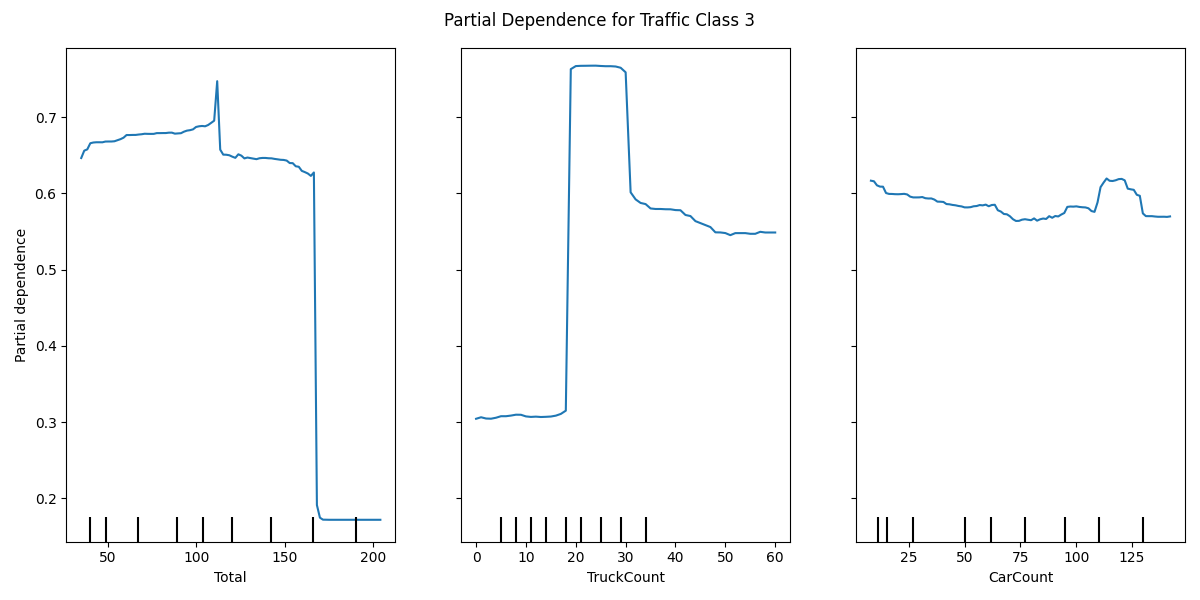 Partial Dependence for Traffic Class 3
Partial dependence
0.7
0.6
0.5
0.4
0.3
0.2
50 100 150 200
Total
0 10 20 30 40 50 60
TruckCount
25 50 75 100 125
CarCount